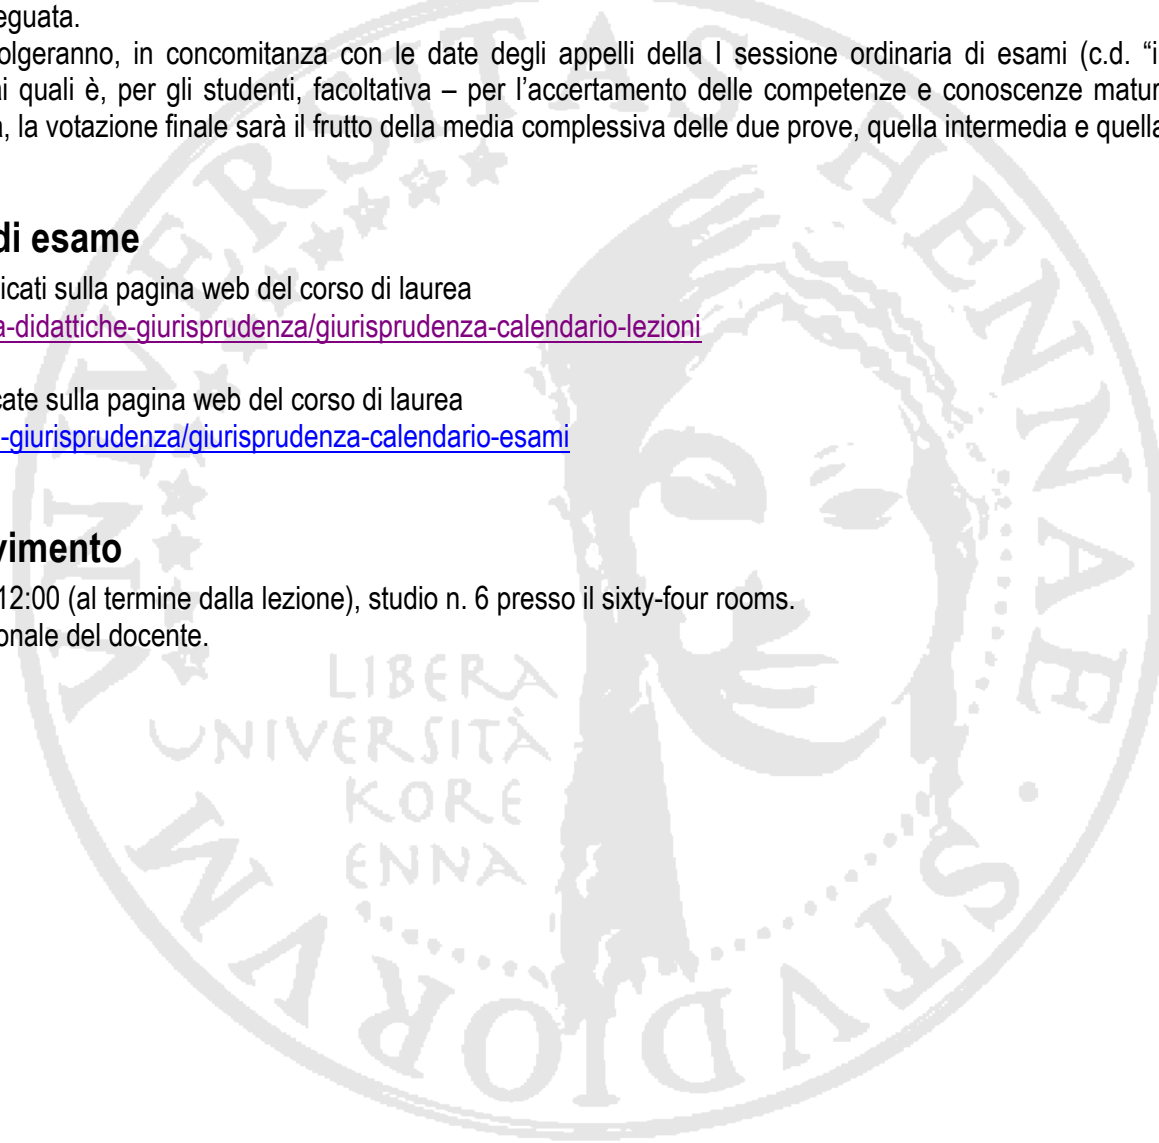 eguata.
olgeranno, in concomitanza con le date degli appelli della I sessione ordinaria di esami (c.d. “i
ai quali è, per gli studenti, facoltativa – per l’accertamento delle competenze e conoscenze matur
, la votazione finale sarà il frutto della media complessiva delle due prove, quella intermedia e quella
di esame
icati sulla pagina web del corso di laurea
a-didattiche-giurisprudenza/giurisprudenza-calendario-lezioni
cate sulla pagina web del corso di laurea
-giurisprudenza/giurisprudenza-calendario-esami
vimento
12:00 (al termine dalla lezione), studio n. 6 presso il sixty-four rooms.
onale del docente.
LIBERA
UNIVERSITÀ
KORE
ENNA
VNIVERSITAS HENNAE · STVDIORVM